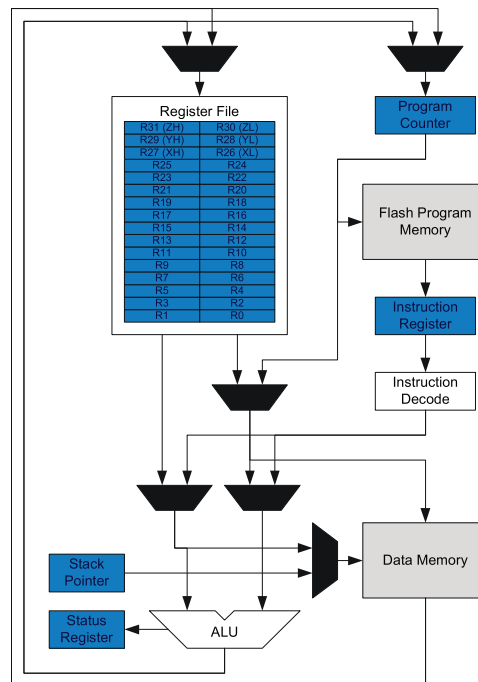 Register File
R31 (ZH) R30 (ZL)
R29 (YH) R28 (YL)
R27 (XH) R26 (XL)
R25 R24
R23 R22
R21 R20
R19 R18
R17 R16
R15 R14
R13 R12
R11 R10
R9 R8
R7 R6
R5 R4
R3 R2
R1 R0
Program
Counter
Flash Program
Memory
Instruction
Register
Instruction
Decode
Data Memory
Stack
Pointer
Status
Register
ALU